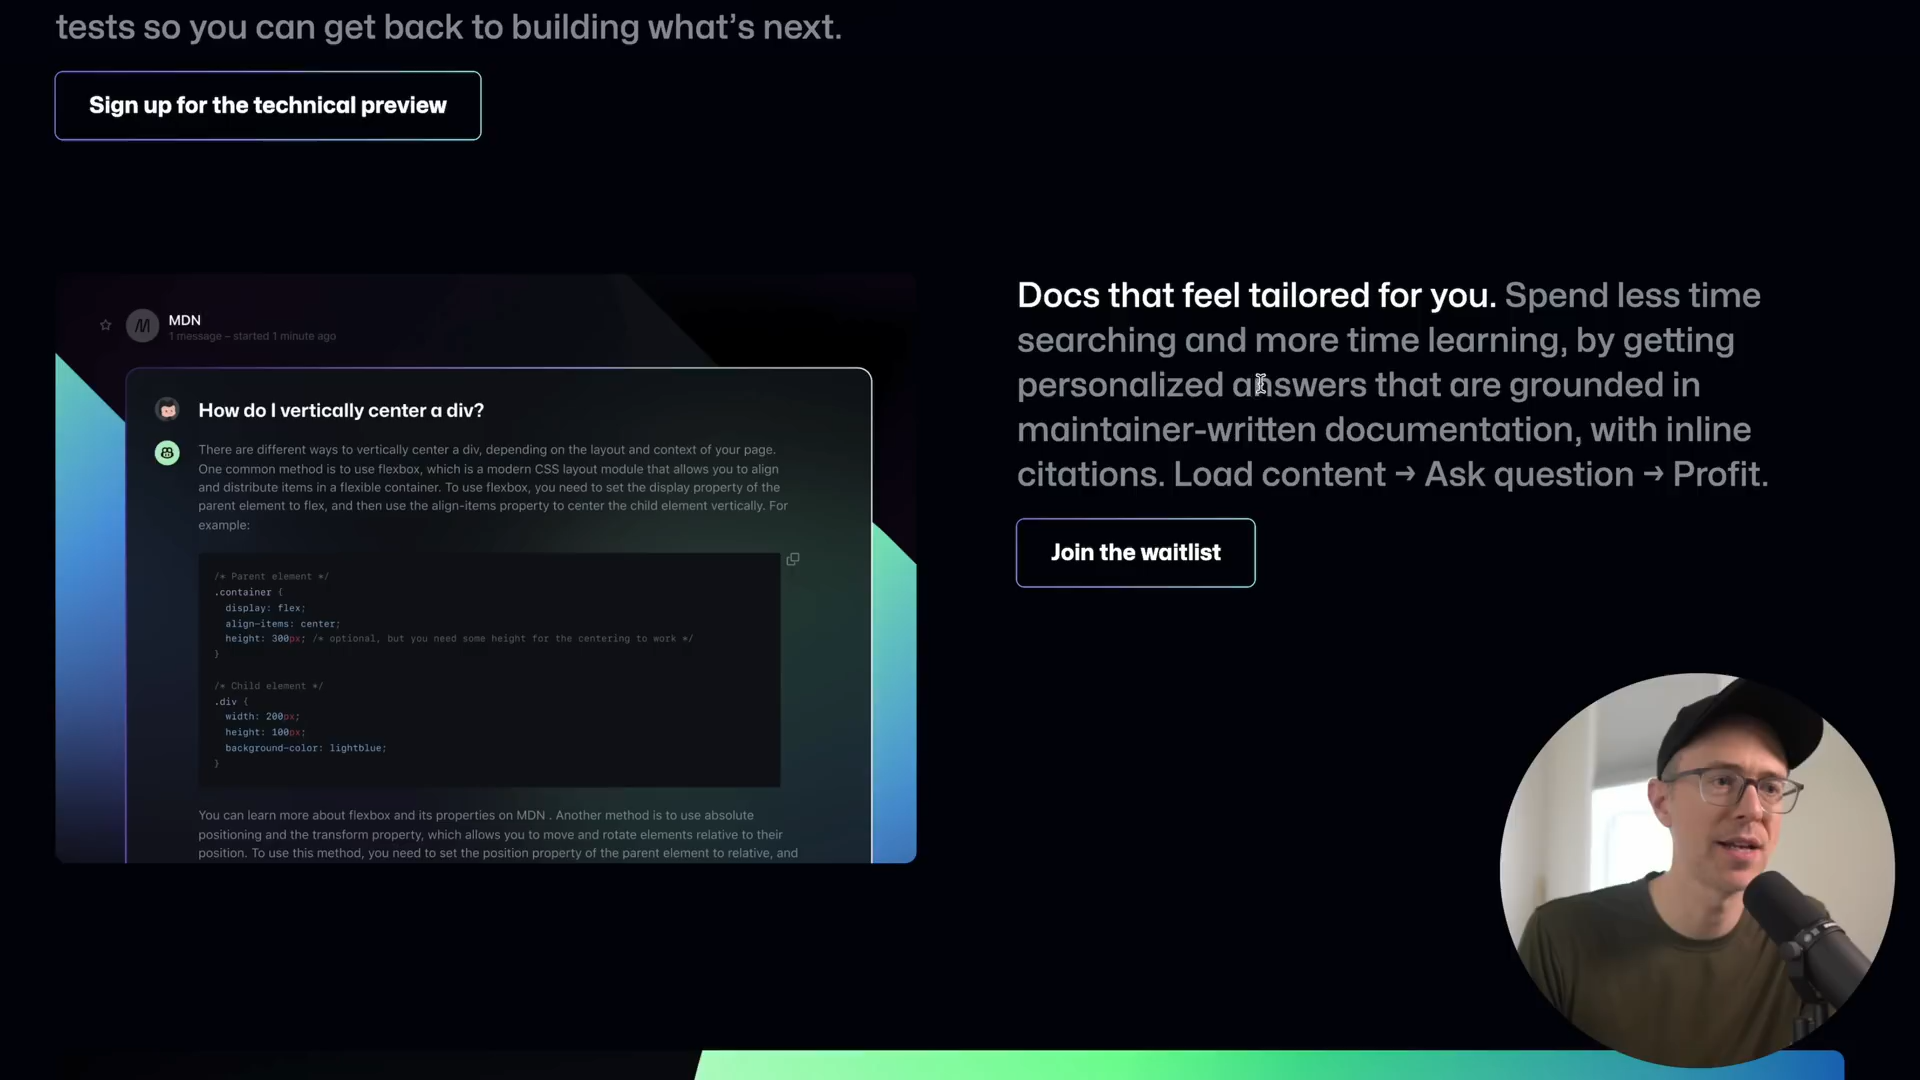 tests so you can get back to building what's next.
Sign up for the technical preview
MDN
1 message – started 1 minute ago
How do I vertically center a div?
There are different ways to vertically center a div, depending on the layout and context of your page.
One common method is to use flexbox, which is a modern CSS layout module that allows you to align
and distribute items in a flexible container. To use flexbox, you need to set the display property of the
parent element to flex, and then use the align-items property to center the child element vertically. For
example:
/* Parent element */
.container {
display: flex;
align-items: center;
height: 300px; /* optional, but you need some height for the centering to work */
}
/* Child element */
.div {
width: 200px;
height: 100px;
background-color: lightblue;
}
You can learn more about flexbox and its properties on MDN . Another method is to use absolute
positioning and the transform property, which allows you to move and rotate elements relative to their
position. To use this method, you need to set the position property of the parent element to relative, and
Docs that feel tailored for you. Spend less time
searching and more time learning, by getting
personalized answers that are grounded in
maintainer-written documentation, with inline
citations. Load content → Ask question → Profit.
Join the waitlist